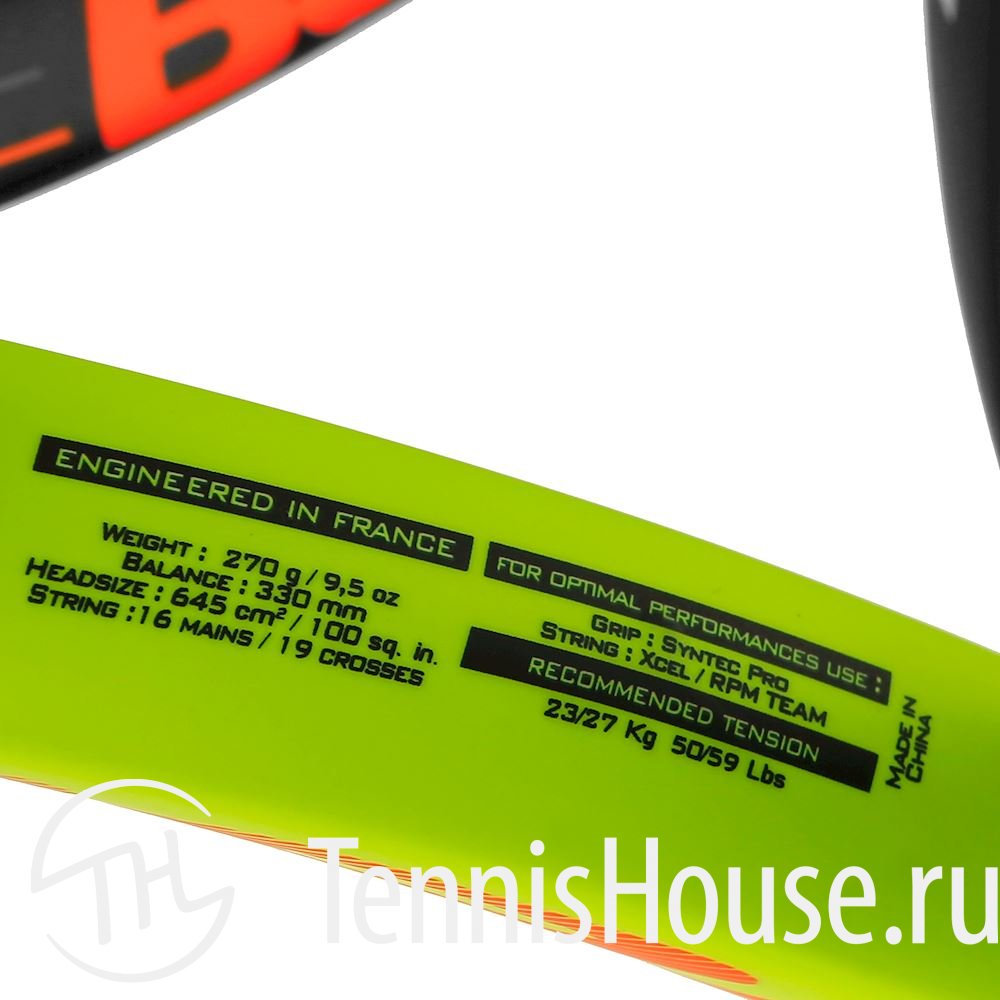 ENGINEERED IN FRANCE
WEIGHT : 270 g / 9,5 oz
BALANCE : 330 mm
HEADSIZE : 645 cm² / 100 sq. in.
STRING :16 MAINS / 19 CROSSES
FOR OPTIMAL PERFORMANCES USE :
GRIP : SYNTEC PRO
STRING : XCEL / RPM TEAM
RECOMMENDED TENSION
23/27 Kg 50/59 Lbs
MADE IN
CHINA
TH
TennisHouse.ru